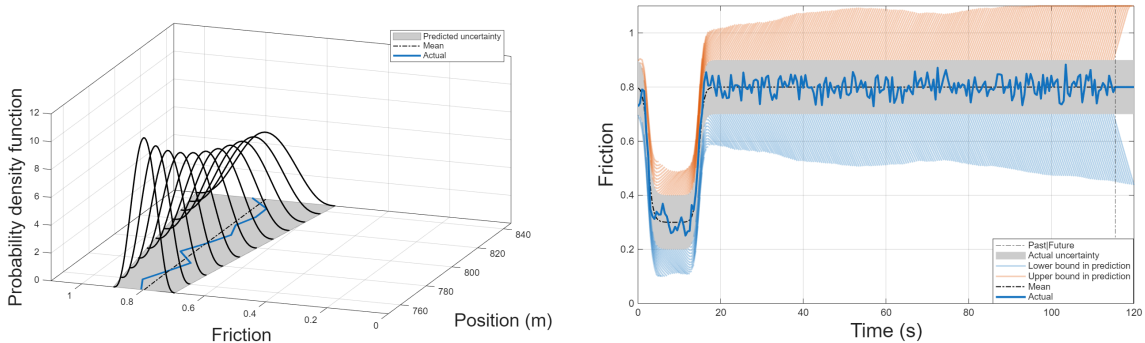 Predicted uncertainty
Mean
Actual
12
10
8
6
4
2
0
Probability density function
1
0.8
0.6
0.4
0.2
0
Friction
760
780
800
820
840
Position (m)
1
0.8
0.6
0.4
0.2
0
Friction
0
20
40
60
80
100
120
Time (s)
Past|Future
Actual uncertainty
Lower bound in prediction
Upper bound in prediction
Mean
Actual